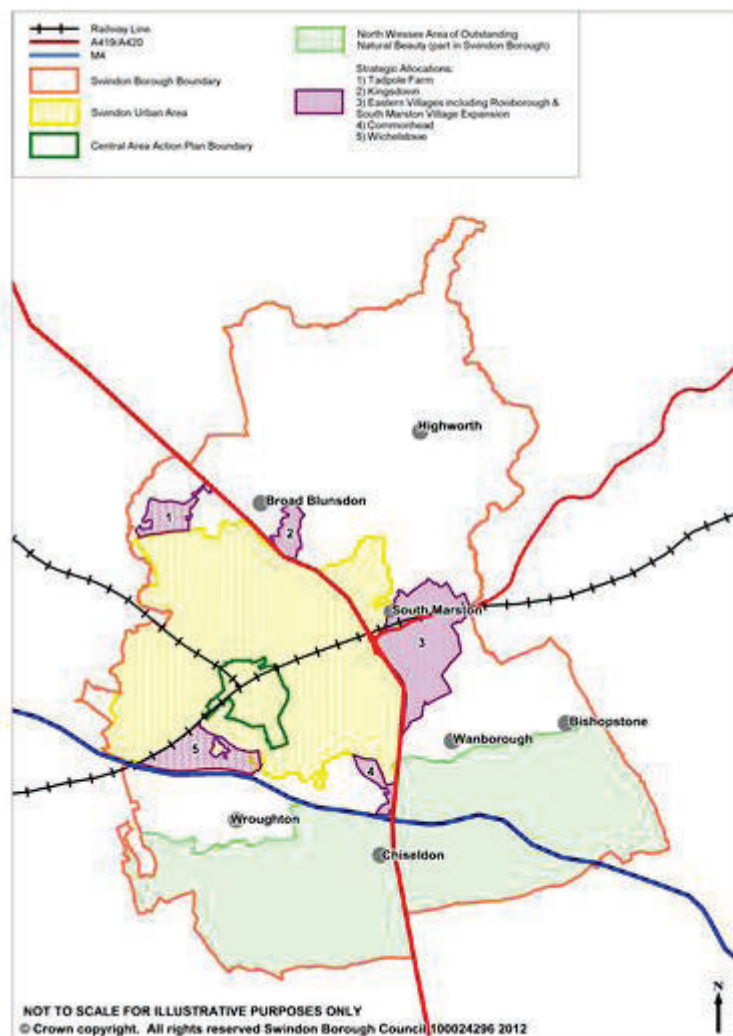 Railway Line
A419/A420
M4
Swindon Borough Boundary
Swindon Urban Area
Central Area Action Plan Boundary
North Wessex Area of Outstanding
Natural Beauty (part in Swindon Borough)
Strategic Allocations:
1) Tadpole Farm
2) Kingsdown
3) Eastern Villages including Rowborough &
South Marston Village Expansion
4) Commonhead
5) Wichelstowe
Highworth
Broad Blunsdon
1
2
South Marston
3
Bishopstone
Wanborough
5
4
Wroughton
Chiseldon
N
NOT TO SCALE FOR ILLUSTRATIVE PURPOSES ONLY
© Crown copyright. All rights reserved Swindon Borough Council 100024296 2012